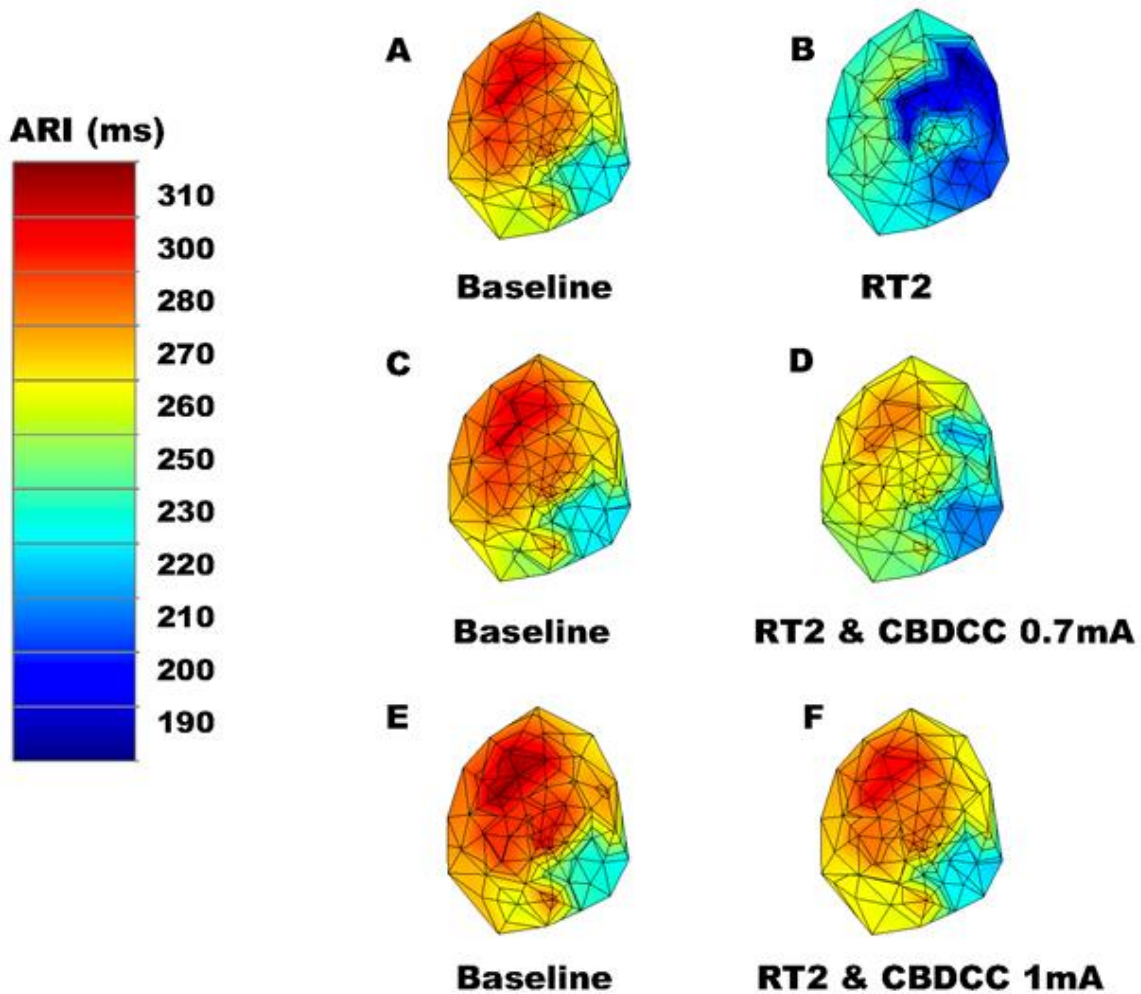 A
B
ARI (ms)
310
300
280
270
260
250
230
220
210
200
190
Baseline
RT2
C
D
Baseline
RT2 & CBDCC 0.7mA
E
F
Baseline
RT2 & CBDCC 1mA